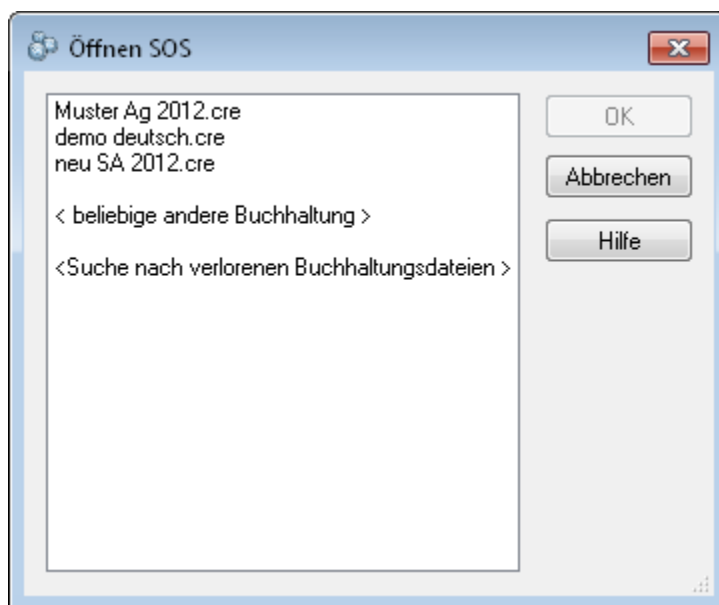 Öffnen SOS
Muster Ag 2012.cre
demo deutsch.cre
neu SA 2012.cre
< beliebige andere Buchhaltung >
<Suche nach verlorenen Buchhaltungsdateien >
OK
Abbrechen
Hilfe